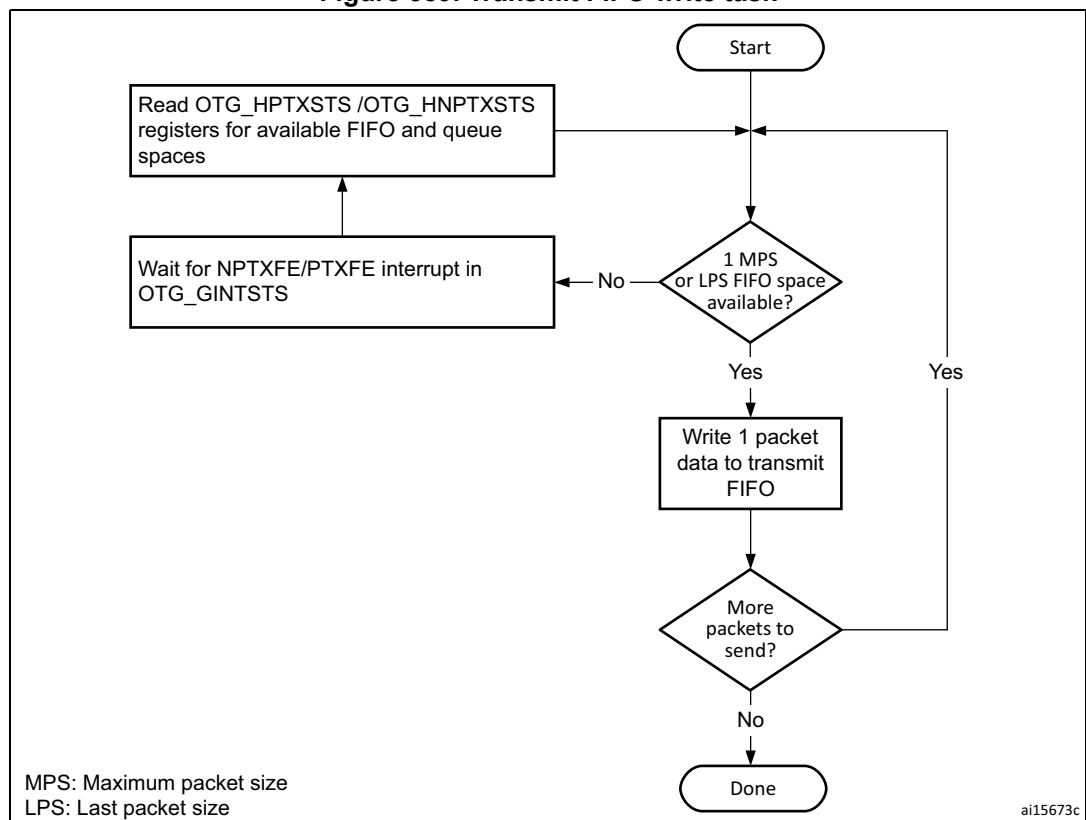 Start
Read OTG_HPTXSTS /OTG_HNPTXSTS
registers for available FIFO and queue
spaces
1 MPS
or LPS FIFO space
available?
No
Wait for NPTXFE/PTXFE interrupt in
OTG_GINTSTS
Yes
Yes
Write 1 packet
data to transmit
FIFO
More
packets to
send?
No
Done
MPS: Maximum packet size
LPS: Last packet size
ai15673c